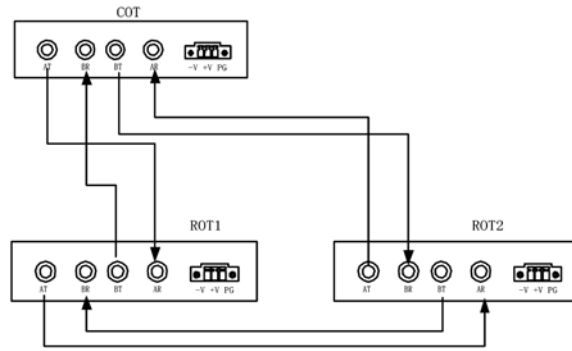 COT
AT BR BT AR -V +V PG
ROT1 ROT2
AT BR BT AR -V +V PG AT BR BT AR -V +V PG